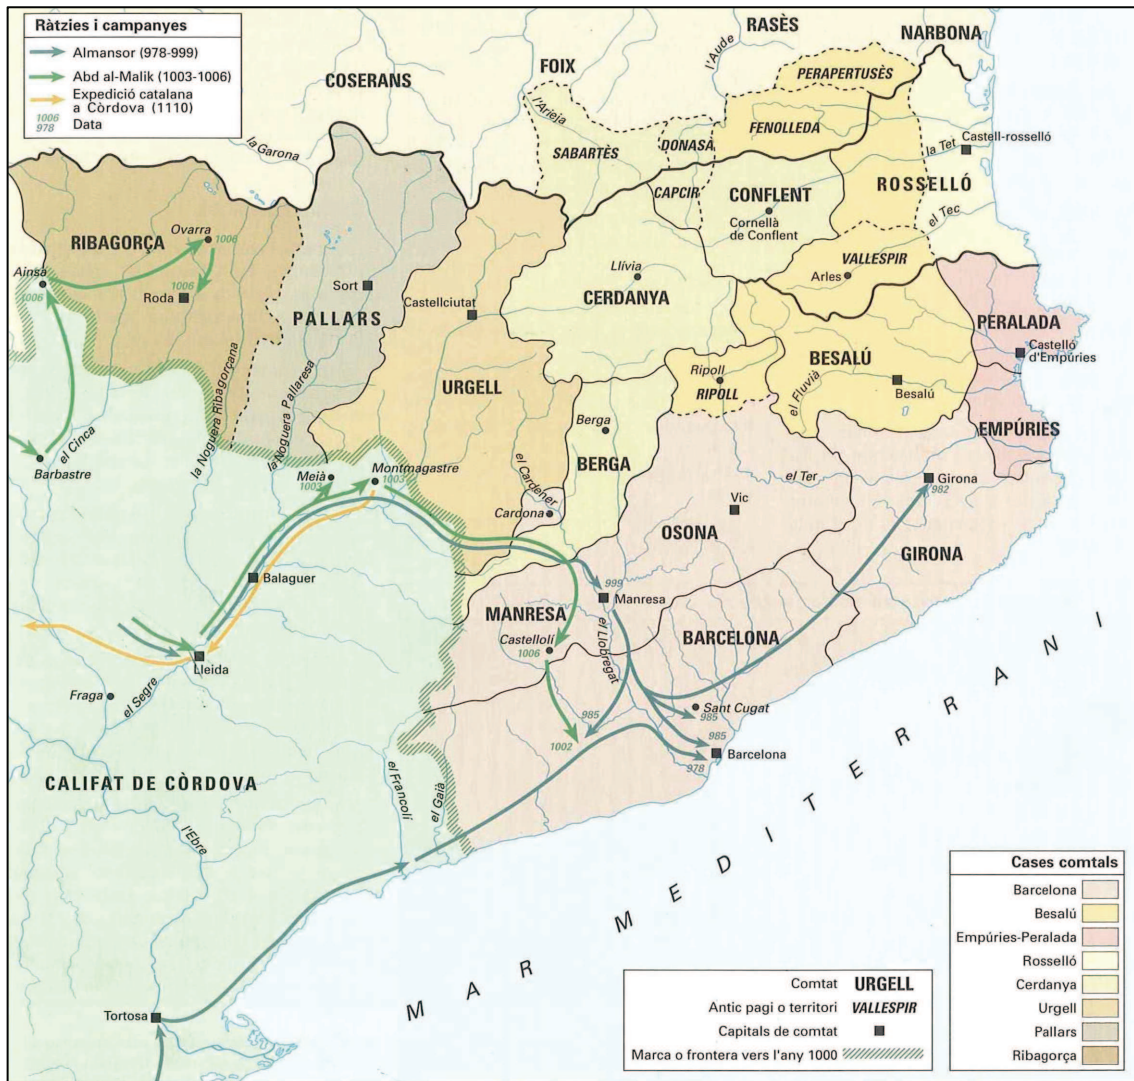 Ràtzies i campanyes
Almansor (978-999)
Abd al-Malik (1003-1006)
Expedició catalana
a Còrdova (1110)
1006
978
Data
COSERANS
FOIX
RASÈS
NARBONA
l'Aude
PERAPERTUSÈS
l'Arieja
la Garona
SABARTÈS
DONASÀ
FENOLLEDA
la Tet
Castell-rosselló
CAPCIR
CONFLENT
ROSSELLÓ
Cornellà
de Conflent
el Tec
RIBAGORÇA
Ovarra
1006
Ainsa
1006
Roda
1006
Sort
PALLARS
Castellciutat
Llívia
CERDANYA
VALLESPIR
Arles
PERALADA
Castelló
d'Empúries
BESALÚ
Besalú
el Fluvià
Ripoll
RIPOLL
URGELL
la Noguera Ribagorçana
la Noguera Pallaresa
EMPÚRIES
Berga
BERGA
Barbastre
el Cinca
Meià
1003
Montmagastre
1003
el Cardener
Cardona
el Ter
Girona
982
Vic
OSONA
GIRONA
Balaguer
999
Manresa
MANRESA
BARCELONA
Castellolí
1006
el Llobregat
Lleida
Fraga
el Segre
Sant Cugat
985
985
1002
985
978
Barcelona
CALIFAT DE CÒRDOVA
el Francolí
el Gaià
l'Ebre
Tortosa
MAR MEDITERRANI
Comtat URGELL
Antic pagi o territori VALLESPIR
Capitals de comtat
Marca o frontera vers l'any 1000
Cases comtals
Barcelona
Besalú
Empúries-Peralada
Rosselló
Cerdanya
Urgell
Pallars
Ribagorça